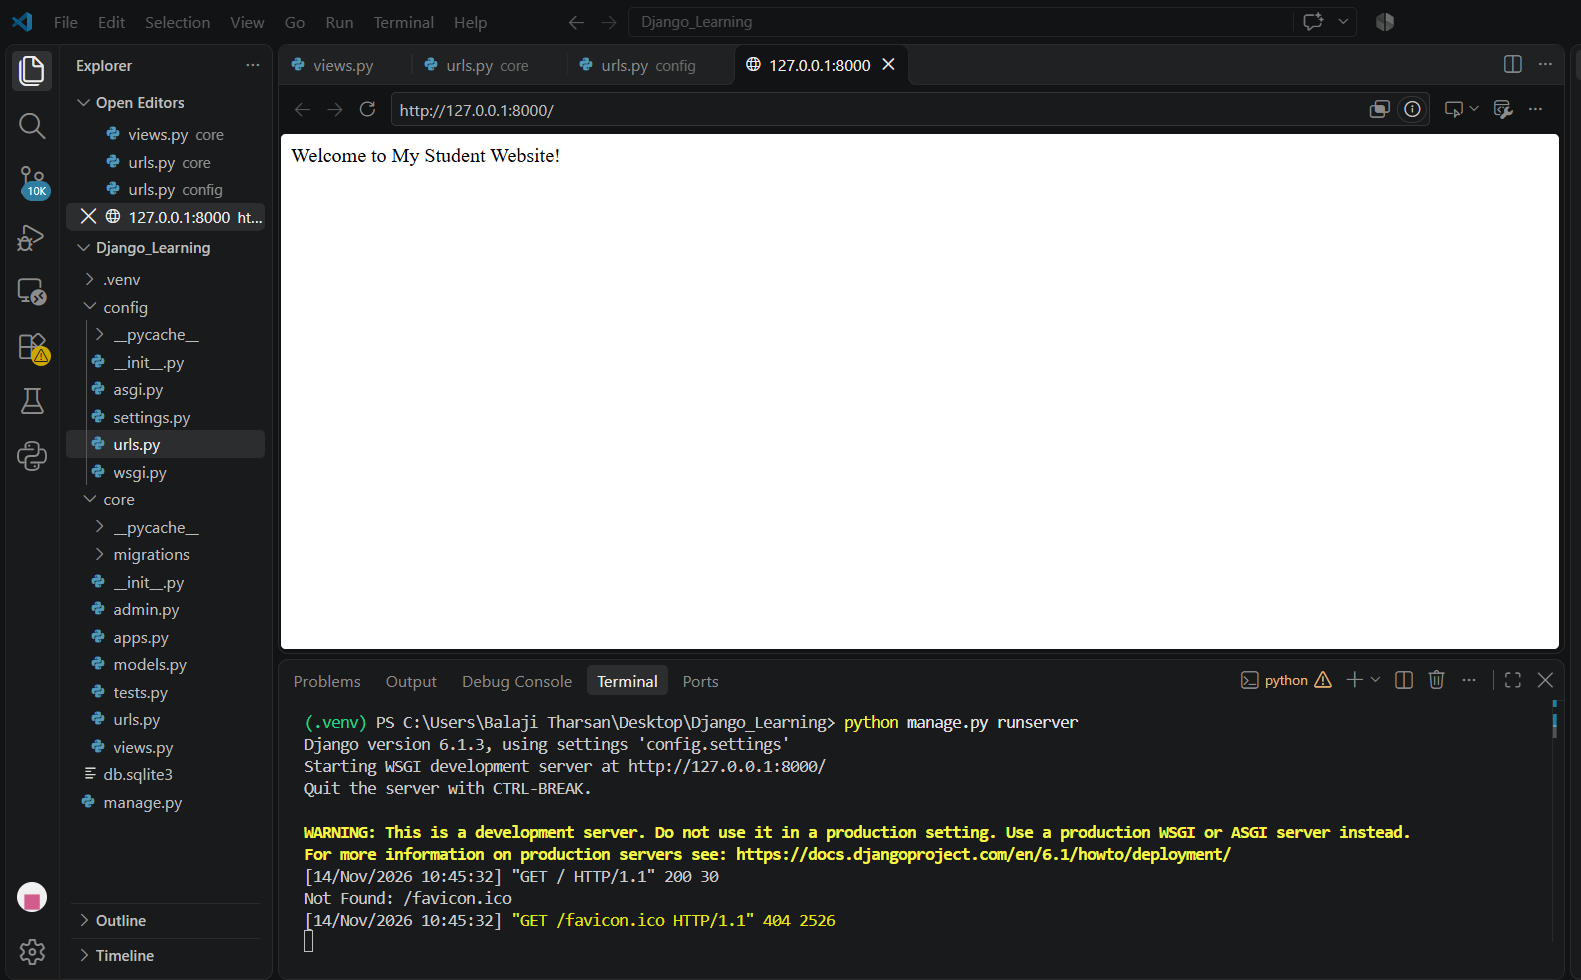 File Edit Selection View Go Run Terminal Help
Django_Learning
Explorer
Open Editors
views.py core
urls.py core
urls.py config
127.0.0.1:8000 ht...
Django_Learning
.venv
config
__pycache__
__init__.py
asgi.py
settings.py
urls.py
wsgi.py
core
__pycache__
migrations
__init__.py
admin.py
apps.py
models.py
tests.py
urls.py
views.py
db.sqlite3
manage.py
Outline
Timeline
10K
views.py
urls.py core
urls.py config
127.0.0.1:8000
http://127.0.0.1:8000/
Welcome to My Student Website!
Problems Output Debug Console Terminal Ports
python
(.venv) PS C:\Users\Balaji Tharsan\Desktop\Django_Learning> python manage.py runserver
Django version 6.1.3, using settings 'config.settings'
Starting WSGI development server at http://127.0.0.1:8000/
Quit the server with CTRL-BREAK.
WARNING: This is a development server. Do not use it in a production setting. Use a production WSGI or ASGI server instead.
For more information on production servers see: https://docs.djangoproject.com/en/6.1/howto/deployment/
[14/Nov/2026 10:45:32] "GET / HTTP/1.1" 200 30
Not Found: /favicon.ico
[14/Nov/2026 10:45:32] "GET /favicon.ico HTTP/1.1" 404 2526